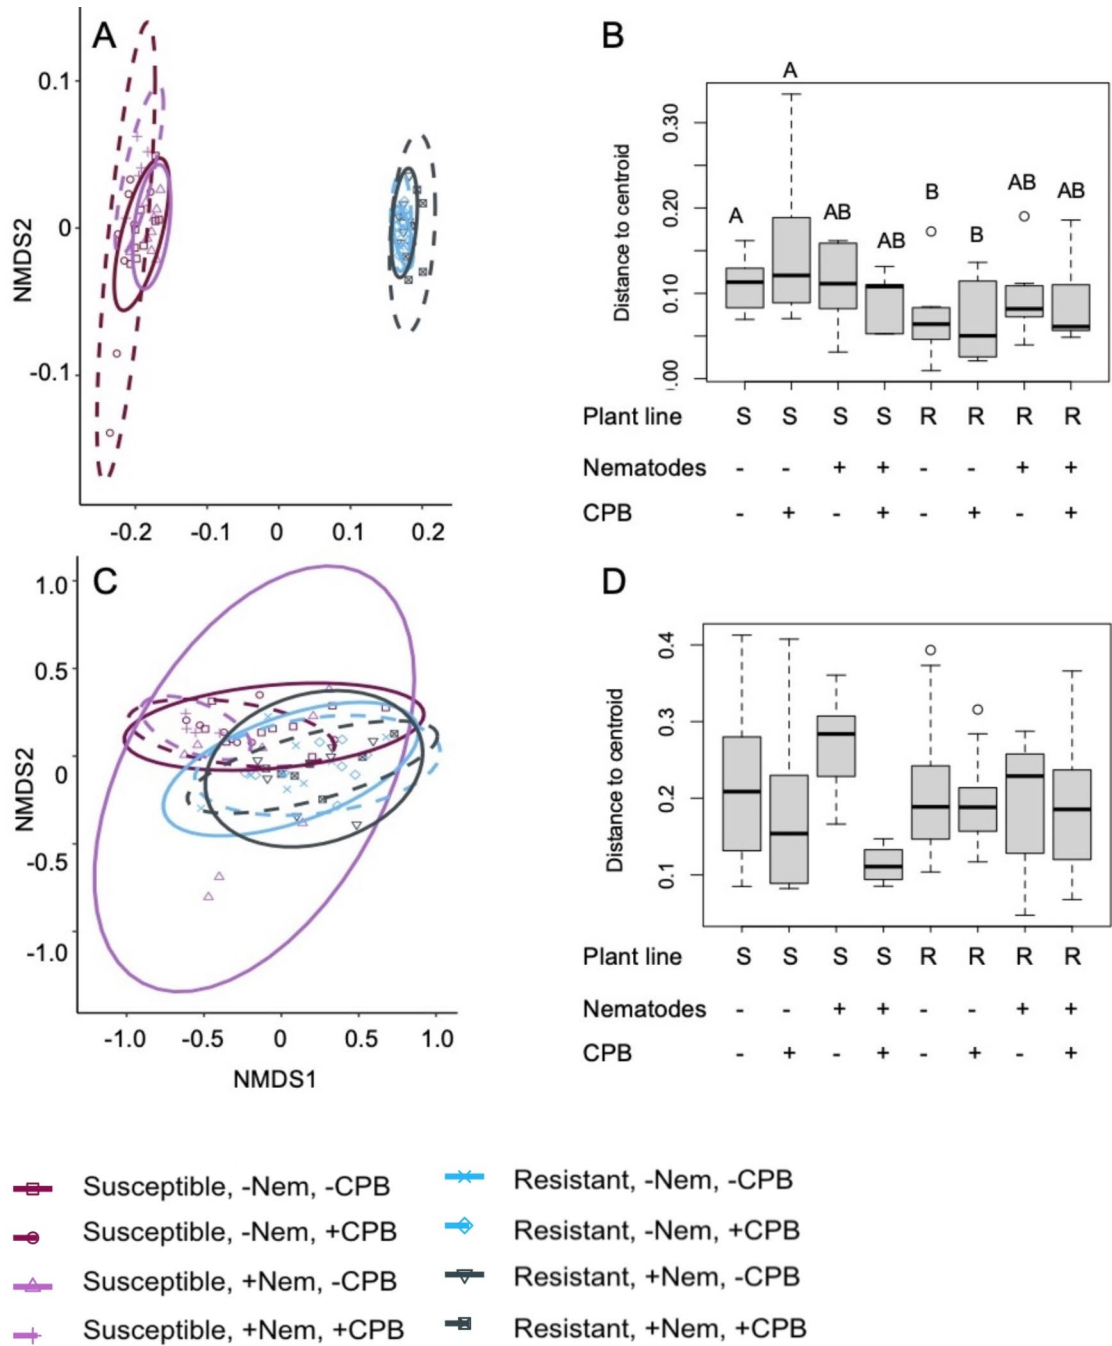 A
0.1
0
-0.1
NMDS2
-0.2 -0.1 0 0.1 0.2
B
A
A AB AB B B AB AB
0.30
0.20
0.10
.00
Distance to centroid
Plant line S S S S R R R R
Nematodes - - + + - - + +
CPB - + - + - + - +
C
1.0
0.5
0
-0.5
-1.0
NMDS2
-1.0 -0.5 0 0.5 1.0
NMDS1
D
0.4
0.3
0.2
0.1
Distance to centroid
Plant line S S S S R R R R
Nematodes - - + + - - + +
CPB - + - + - + - +
Susceptible, -Nem, -CPB
Susceptible, -Nem, +CPB
Susceptible, +Nem, -CPB
Susceptible, +Nem, +CPB
Resistant, -Nem, -CPB
Resistant, -Nem, +CPB
Resistant, +Nem, -CPB
Resistant, +Nem, +CPB